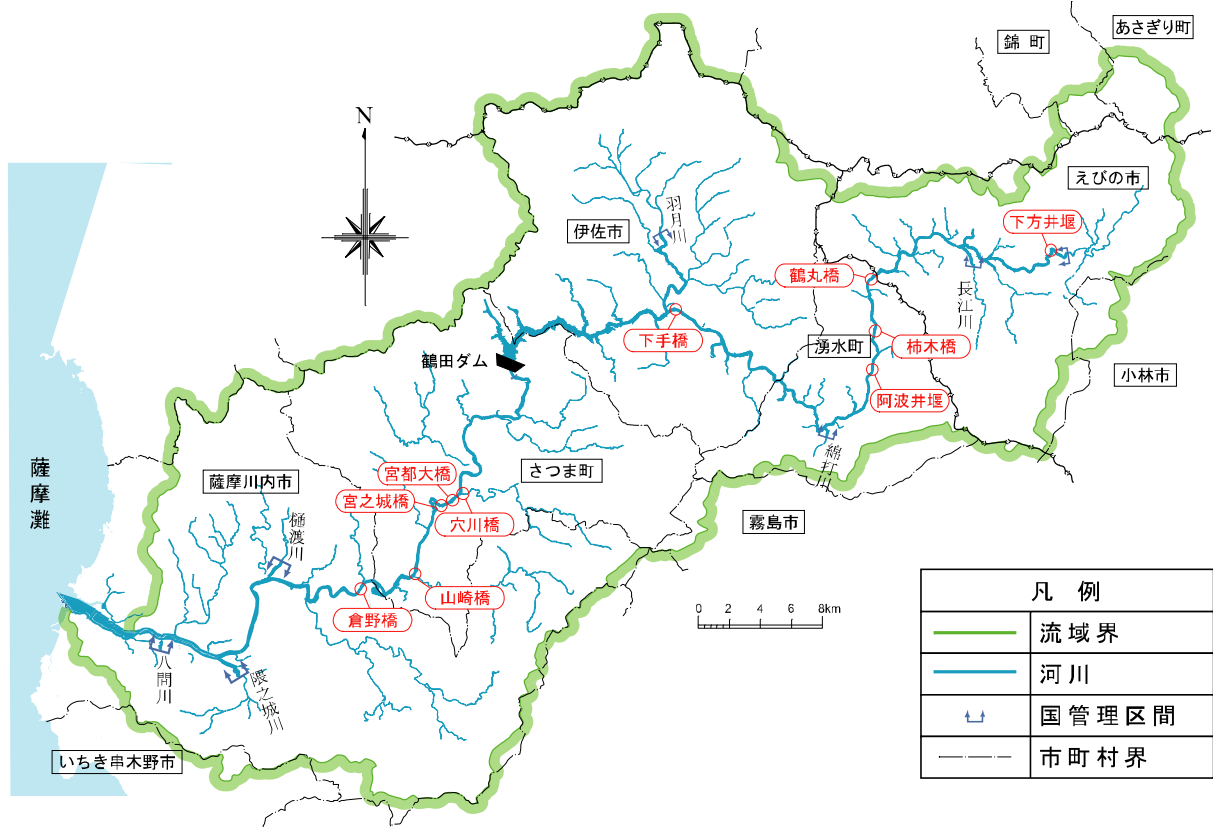 あさぎり町
錦 町
N
えびの市
下方井堰
羽月川
伊佐市
鶴丸橋
長江川
下手橋
湧水町
柿木橋
鶴田ダム
小林市
阿波井堰
綿打川
薩摩灘
宮都大橋
さつま町
薩摩川内市
宮之城橋
穴川橋
霧島市
樋渡川
山崎橋
倉野橋
0 2 4 6 8km
八間川
隈之城川
いちき串木野市
凡 例
流域界
河川
国管理区間
市町村界